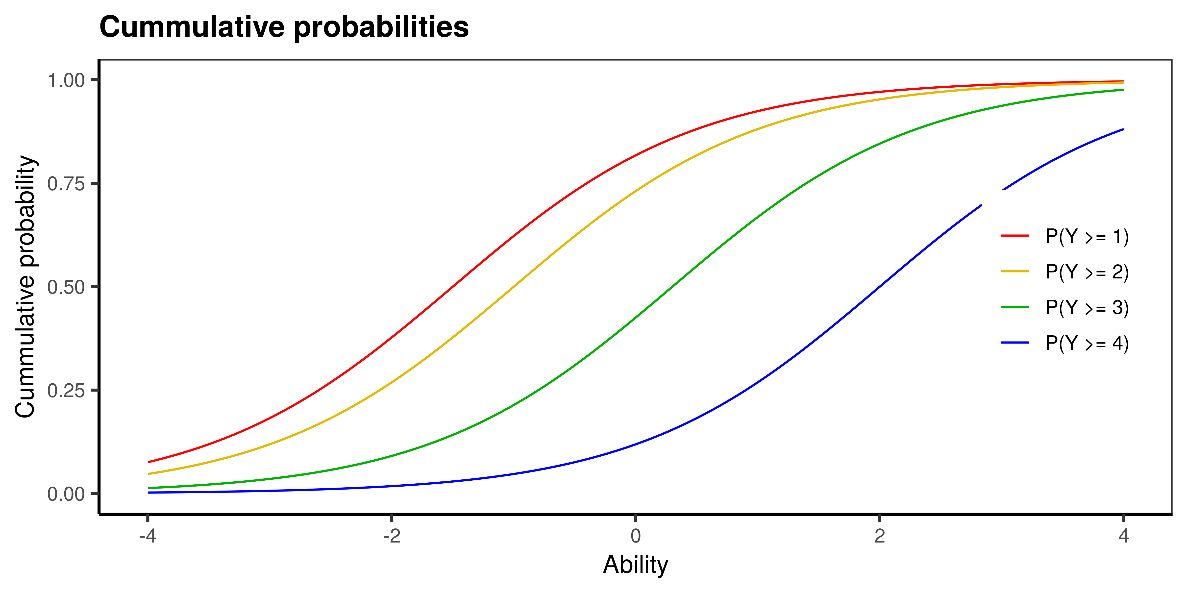 Cummulative probabilities
Cummulative probability
1.00
0.75
0.50
0.25
0.00
P(Y >= 1)
P(Y >= 2)
P(Y >= 3)
P(Y >= 4)
-4
-2
0
2
4
Ability